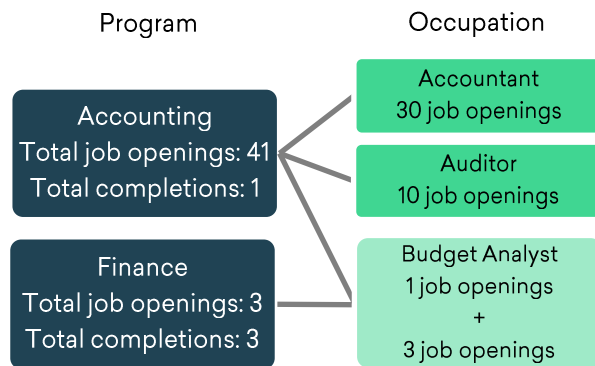 Program
Accounting
Total job openings: 41
Total completions: 1
Finance
Total job openings: 3
Total completions: 3
Occupation
Accountant
30 job openings
Auditor
10 job openings
Budget Analyst
1 job openings
+
3 job openings